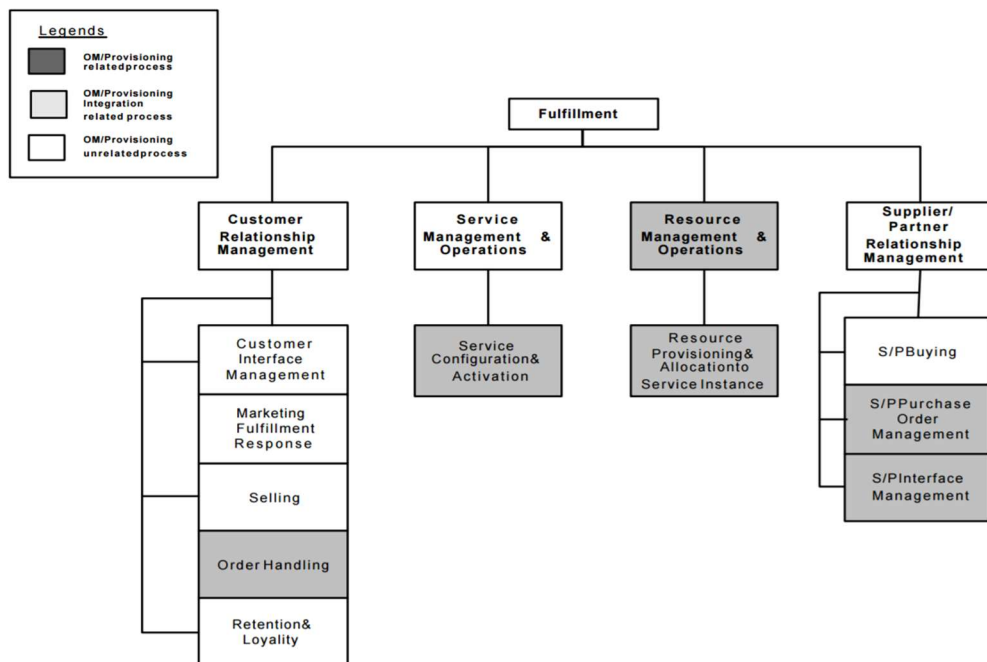 Legends
OM/Provisioning
relatedprocess
OM/Provisioning
Integration
related process
OM/Provisioning
unrelatedprocess
Fulfillment
Customer
Relationship
Management
Service
Management &
Operations
Resource
Management &
Operations
Supplier/
Partner
Relationship
Management
Customer
Interface
Management
Marketing
Fulfillment
Response
Selling
Order Handling
Retention&
Loyality
Service
Configuration&
Activation
Resource
Provisioning&
Allocationto
Service Instance
S/PBuying
S/PPurchase
Order
Management
S/PInterface
Management